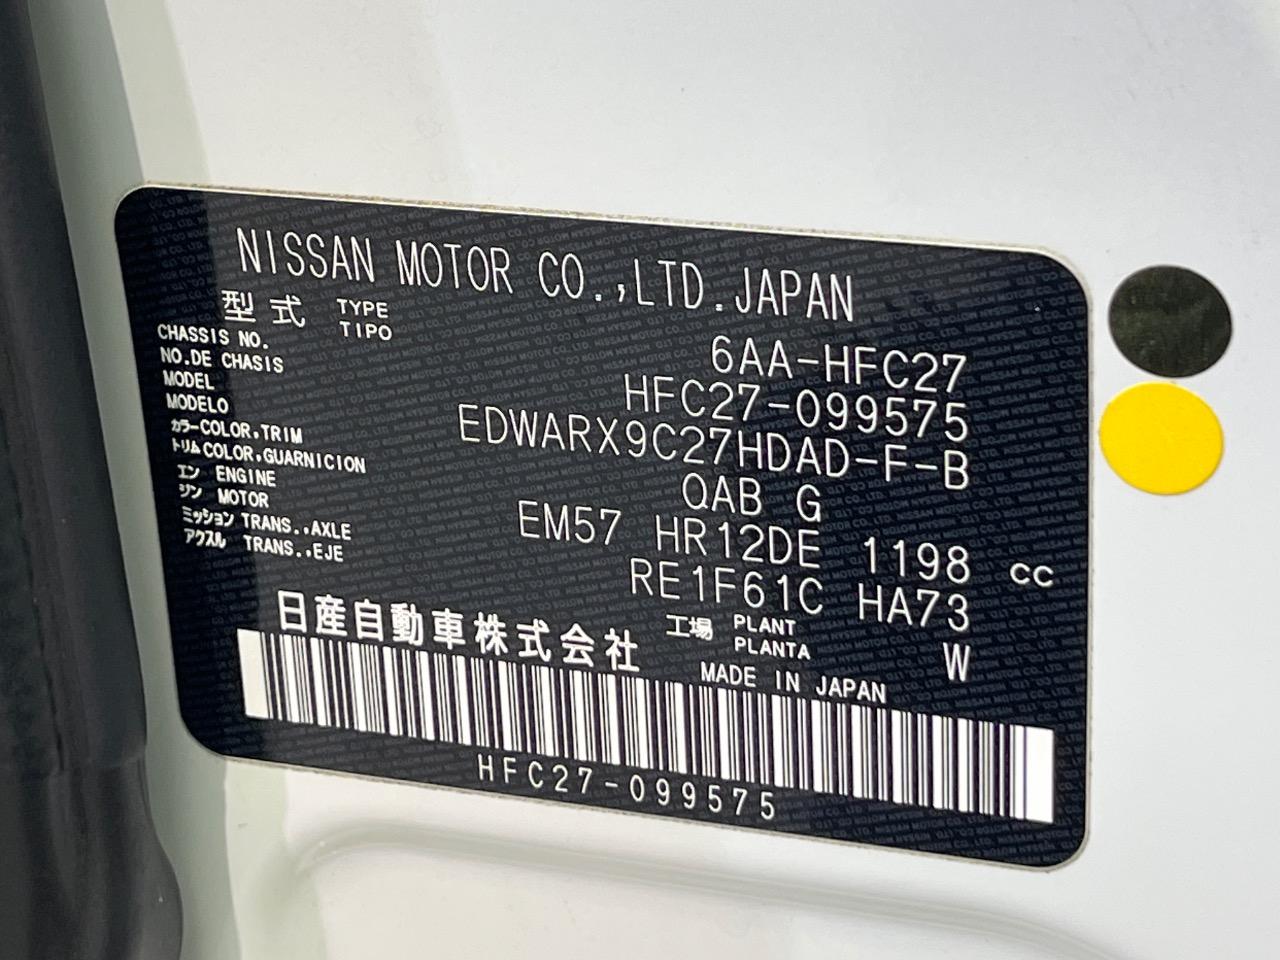 NISSAN MOTOR CO.,LTD.JAPAN
型式 TYPE
TIPO
6AA-HFC27
CHASSIS NO.
NO.DE CHASIS
HFC27-099575
MODEL
MODELO
EDWARX9C27HDAD-F-B
カラー COLOR,TRIM
トリム COLOR,GUARNICION
QAB G
エン ENGINE
ジン MOTOR
EM57 HR12DE 1198 cc
ミッション TRANS..AXLE
アクスル TRANS..EJE
RE1F61C HA73
日産自動車株式会社
工場 PLANT
PLANTA
W
MADE IN JAPAN
HFC27-099575